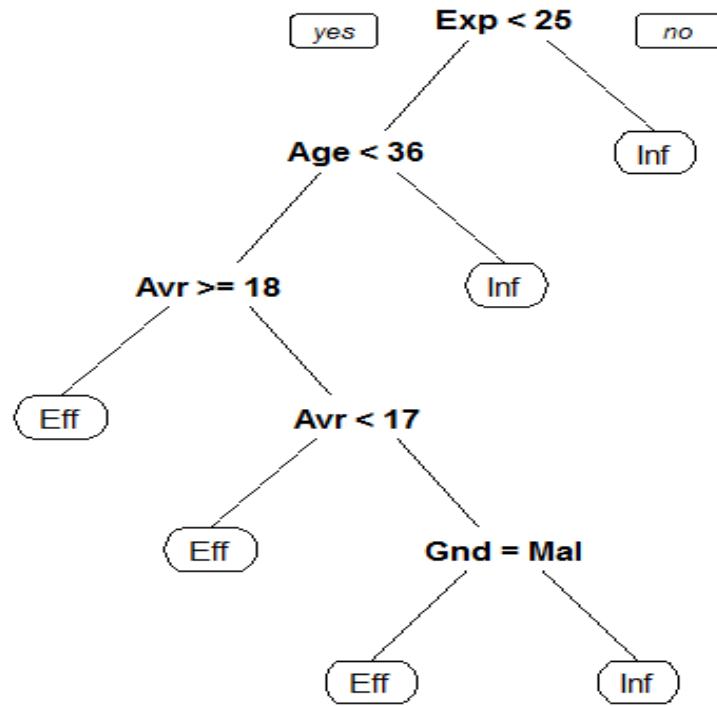 yes
Exp < 25
no
Age < 36
Inf
Avr >= 18
Inf
Eff
Avr < 17
Eff
Gnd = Mal
Eff
Inf